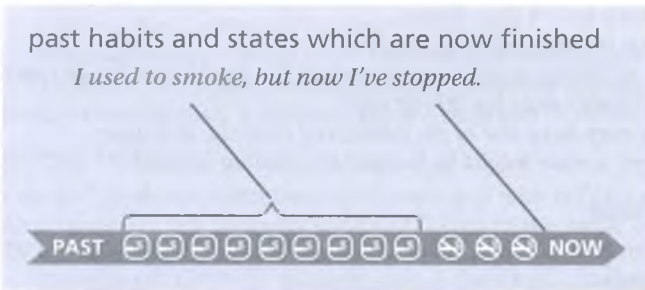 past habits and states which are now finished
I used to smoke, but now I've stopped.
PAST NOW